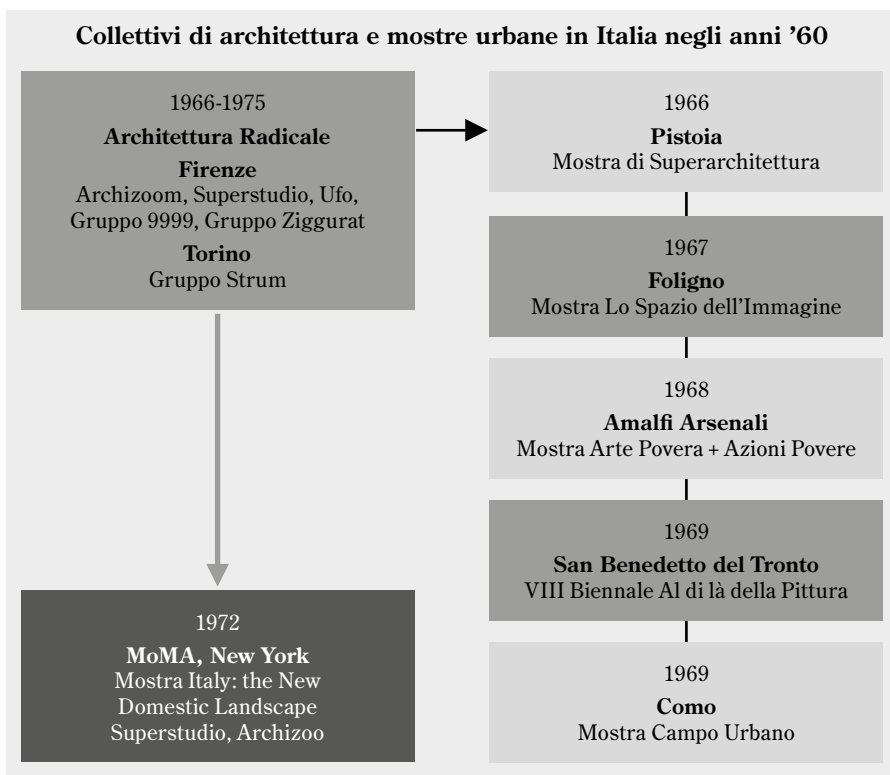 Collettivi di architettura e mostre urbane in Italia negli anni ’60
1966-1975
Architettura Radicale
Firenze
Archizoom, Superstudio, Ufo,
Gruppo 9999, Gruppo Ziggurat
Torino
Gruppo Strum
1972
MoMA, New York
Mostra Italy: the New
Domestic Landscape
Superstudio, Archizoo
1966
Pistoia
Mostra di Superarchitettura
1967
Foligno
Mostra Lo Spazio dell’Immagine
1968
Amalfi Arsenali
Mostra Arte Povera + Azioni Povere
1969
San Benedetto del Tronto
VIII Biennale Al di là della Pittura
1969
Como
Mostra Campo Urbano